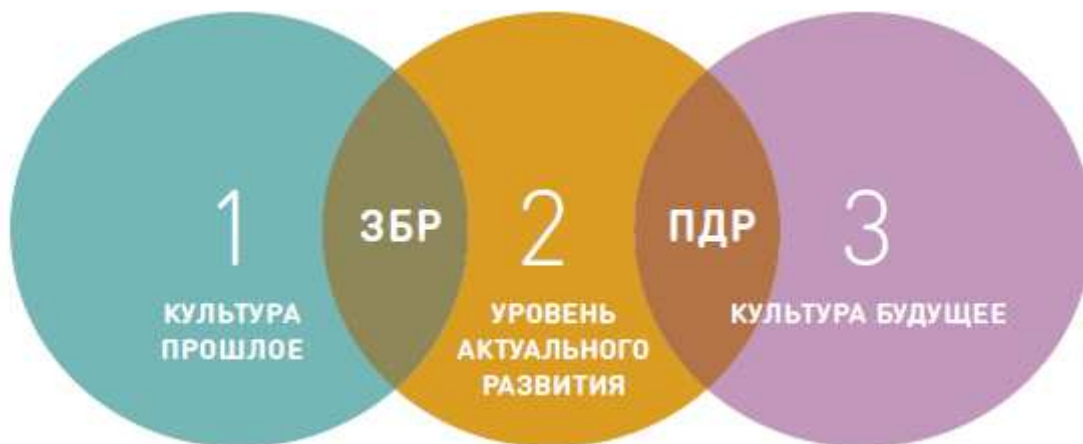 1
КУЛЬТУРА
ПРОШЛОЕ
ЗБР
2
УРОВЕНЬ
АКТУАЛЬНОГО
РАЗВИТИЯ
ПДР
3
КУЛЬТУРА БУДУЩЕЕ